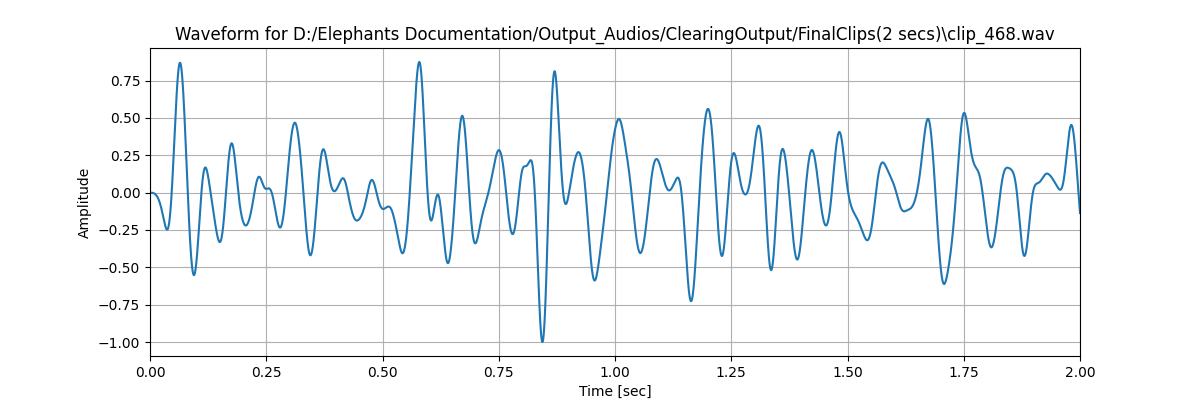 Waveform for D:/Elephants Documentation/Output_Audios/ClearingOutput/FinalClips(2 secs)\clip_468.wav
Amplitude
0.75
0.50
0.25
0.00
−0.25
−0.50
−0.75
−1.00
0.00 0.25 0.50 0.75 1.00 1.25 1.50 1.75 2.00
Time [sec]